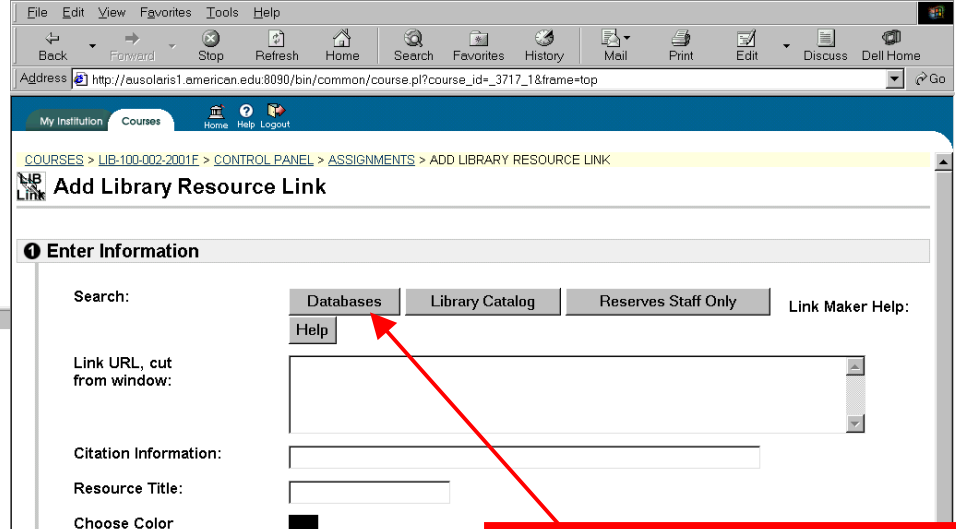 File Edit View Favorites Tools Help
Back Forward Stop Refresh Home Search Favorites History Mail Print Edit Discuss Dell Home
Address http://ausolaris1.american.edu:8090/bin/common/course.pl?course_id=_3717_1&frame=top Go
My Institution Courses Home Help Logout
COURSES > LIB-100-002-2001F > CONTROL PANEL > ASSIGNMENTS > ADD LIBRARY RESOURCE LINK
LIB Link Add Library Resource Link
1 Enter Information
Search: Databases Library Catalog Reserves Staff Only Link Maker Help:
Help
Link URL, cut
from window:
Citation Information:
Resource Title:
Choose Color